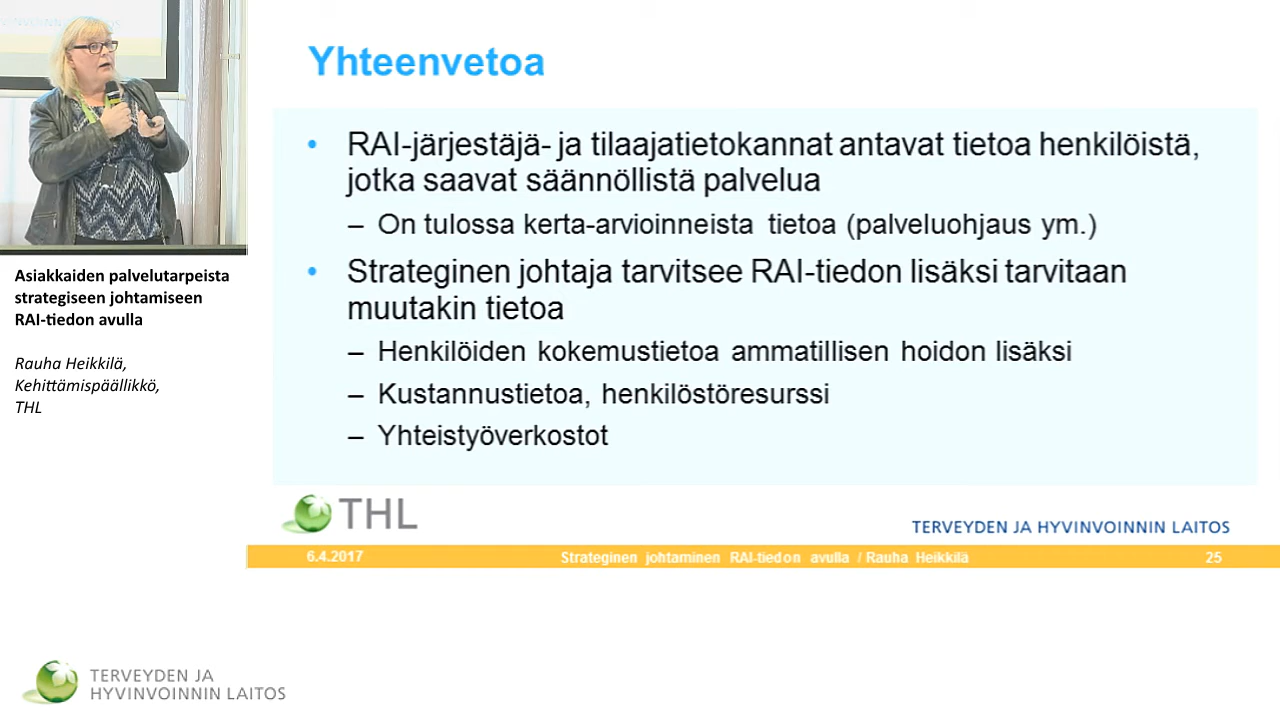 Asiakkaiden palvelutarpeista
strategiseen johtamiseen
RAI-tiedon avulla
Rauha Heikkilä,
Kehittämispäällikkö,
THL
Yhteenvetoa
• RAI-järjestäjä- ja tilaajatietokannat antavat tietoa henkilöistä,
jotka saavat säännöllistä palvelua
– On tulossa kerta-arvioinneista tietoa (palveluohjaus ym.)
• Strateginen johtaja tarvitsee RAI-tiedon lisäksi tarvitaan
muutakin tietoa
– Henkilöiden kokemustietoa ammatillisen hoidon lisäksi
– Kustannustietoa, henkilöstöresurssi
– Yhteistyöverkostot
THL
TERVEYDEN JA HYVINVOINNIN LAITOS
6.4.2017 Strateginen johtaminen RAI-tiedon avulla / Rauha Heikkilä 25
TERVEYDEN JA
HYVINVOINNIN LAITOS